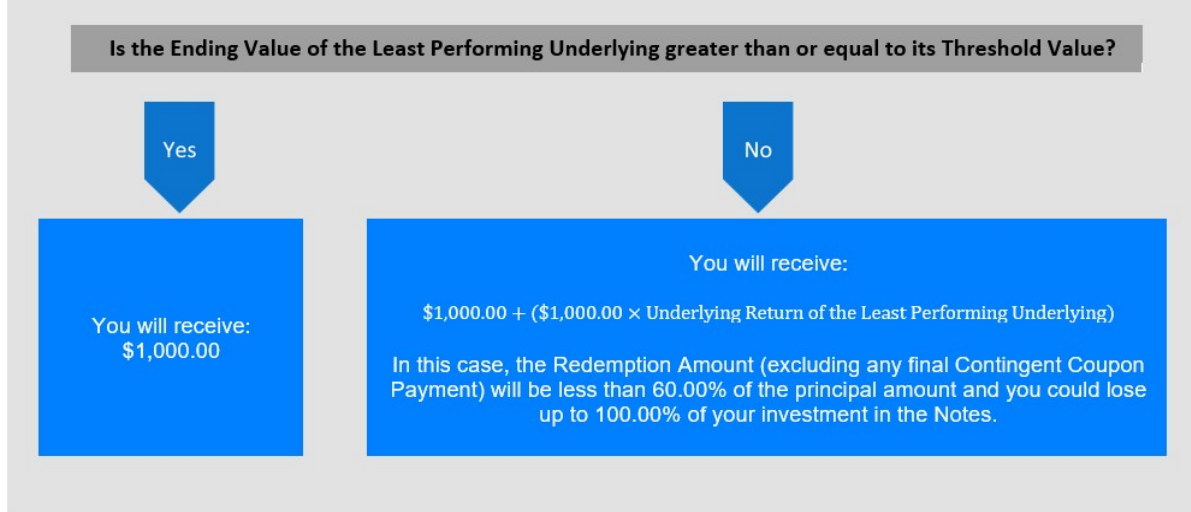 Is the Ending Value of the Least Performing Underlying greater than or equal to its Threshold Value?
Yes
No
You will receive:
$1,000.00
You will receive:
$1,000.00 + ($1,000.00 × Underlying Return of the Least Performing Underlying)
In this case, the Redemption Amount (excluding any final Contingent Coupon
Payment) will be less than 60.00% of the principal amount and you could lose
up to 100.00% of your investment in the Notes.